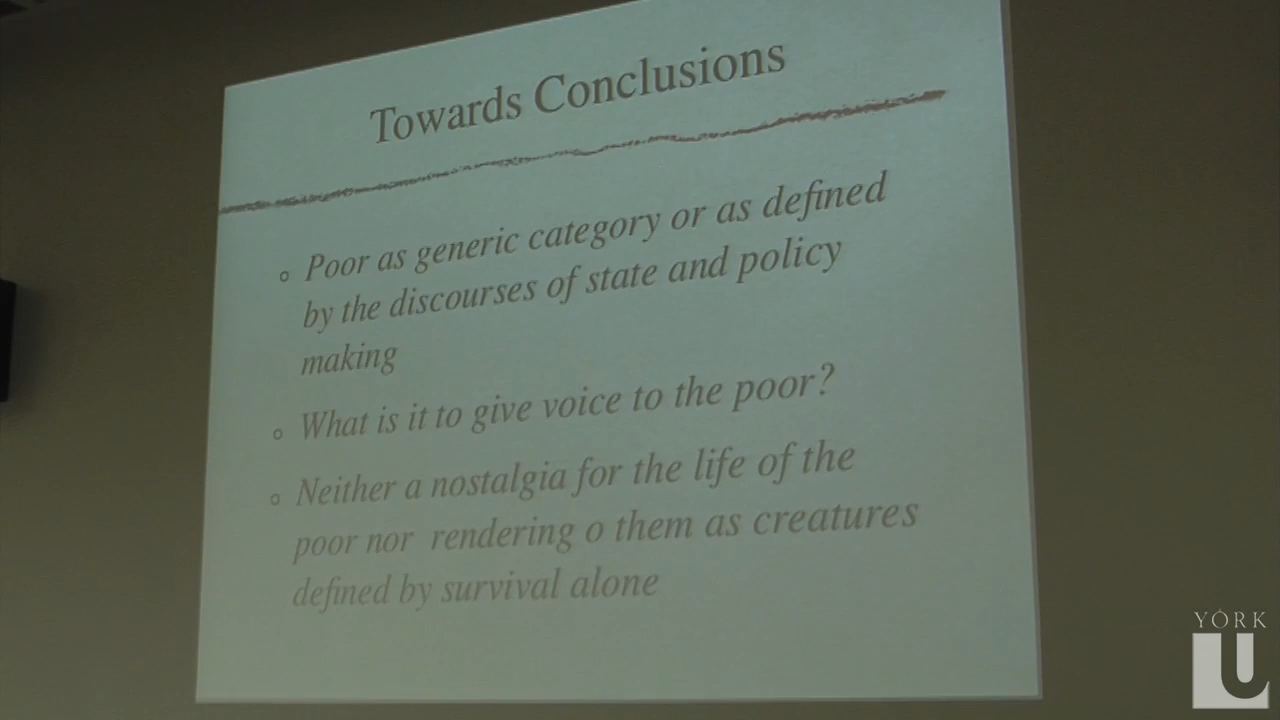 Towards Conclusions
Poor as generic category or as defined
by the discourses of state and policy
making
What is it to give voice to the poor?
Neither a nostalgia for the life of the
poor nor rendering o them as creatures
defined by survival alone
YORK
U